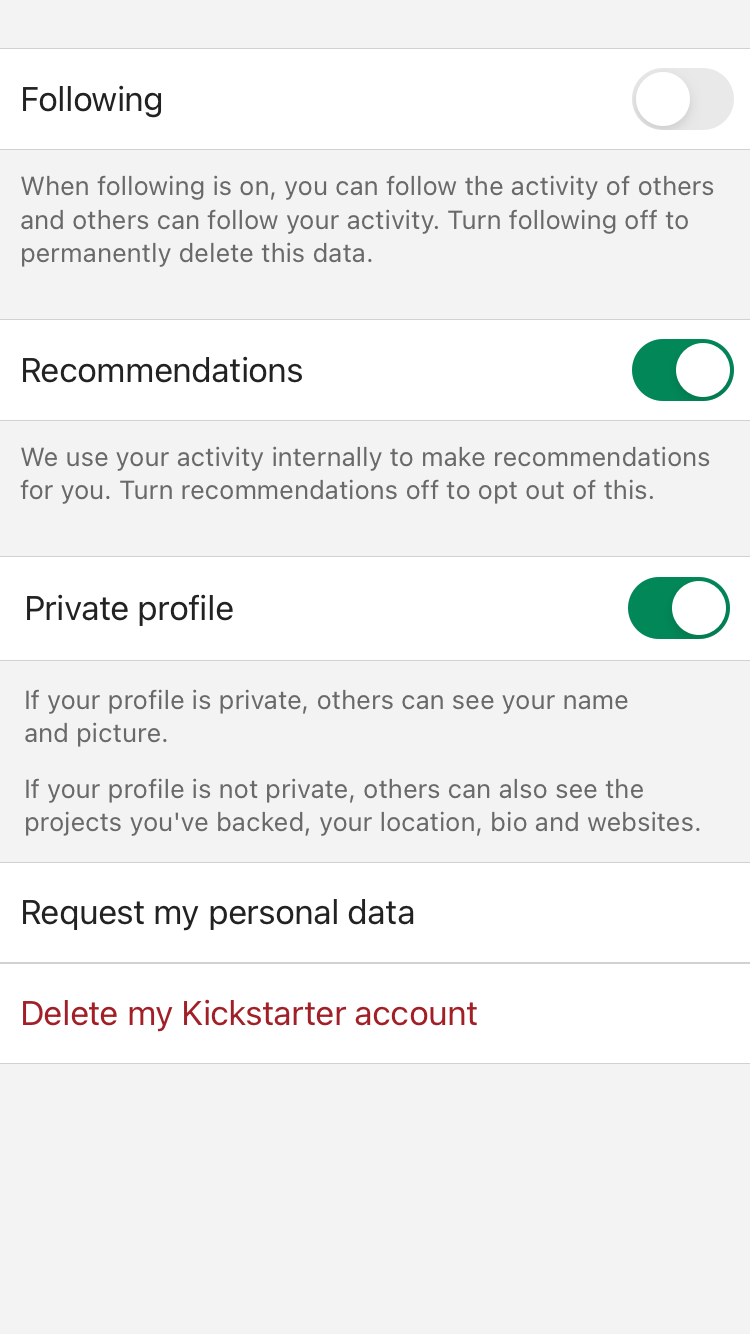 Following
When following is on, you can follow the activity of others
and others can follow your activity. Turn following off to
permanently delete this data.
Recommendations
We use your activity internally to make recommendations
for you. Turn recommendations off to opt out of this.
Private profile
If your profile is private, others can see your name
and picture.
If your profile is not private, others can also see the
projects you've backed, your location, bio and websites.
Request my personal data
Delete my Kickstarter account